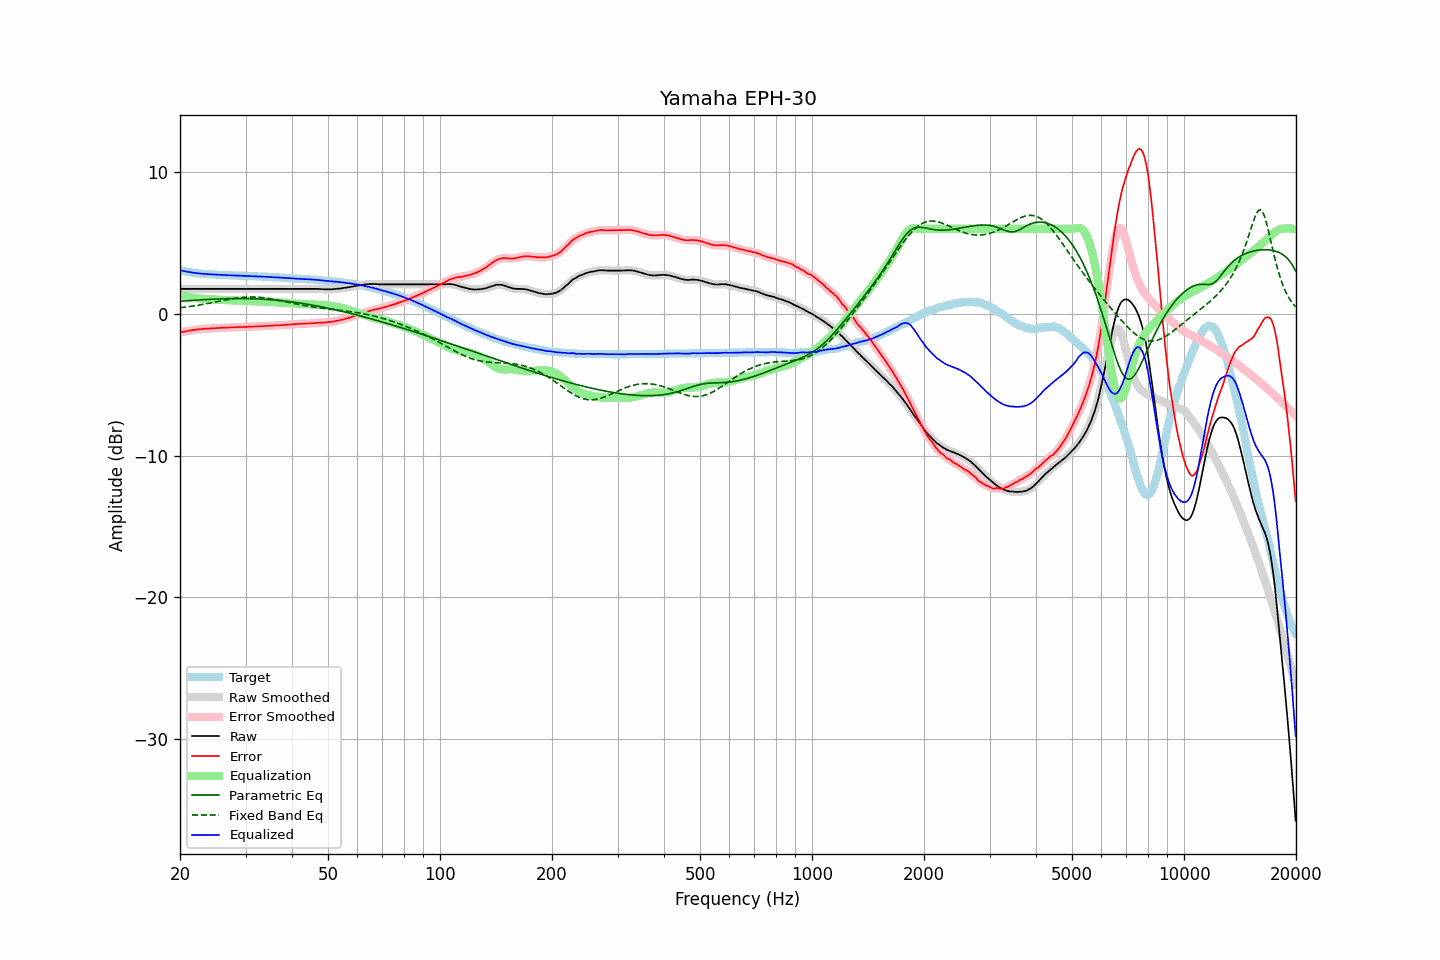 Yamaha EPH-30
10
0
−10
−20
−30
Amplitude (dBr)
Target
Raw Smoothed
Error Smoothed
Raw
Error
Equalization
Parametric Eq
Fixed Band Eq
Equalized
20 50 100 200 500 1000 2000 5000 10000 20000
Frequency (Hz)